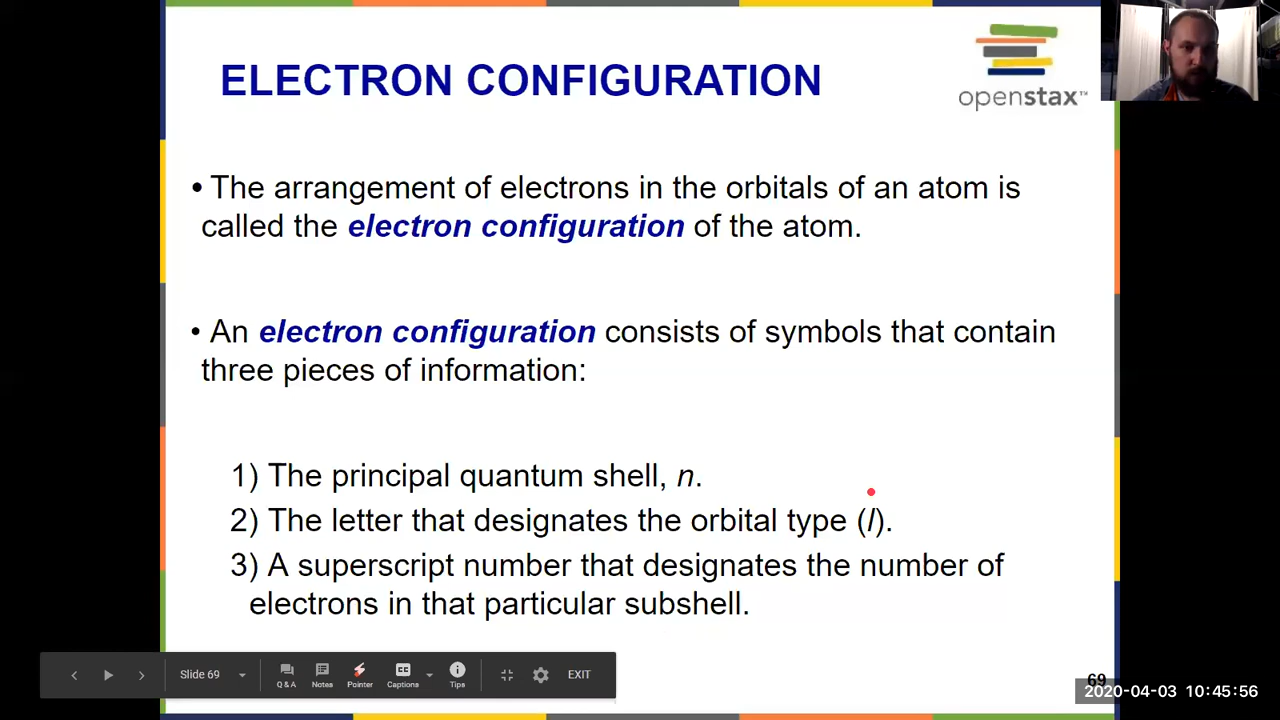 ELECTRON CONFIGURATION
openstax™
• The arrangement of electrons in the orbitals of an atom is
called the electron configuration of the atom.
• An electron configuration consists of symbols that contain
three pieces of information:
1) The principal quantum shell, n.
2) The letter that designates the orbital type (l).
3) A superscript number that designates the number of
electrons in that particular subshell.
Slide 69
Q & A
Notes
Pointer
Captions
Tips
EXIT
69
2020-04-03 10:45:56